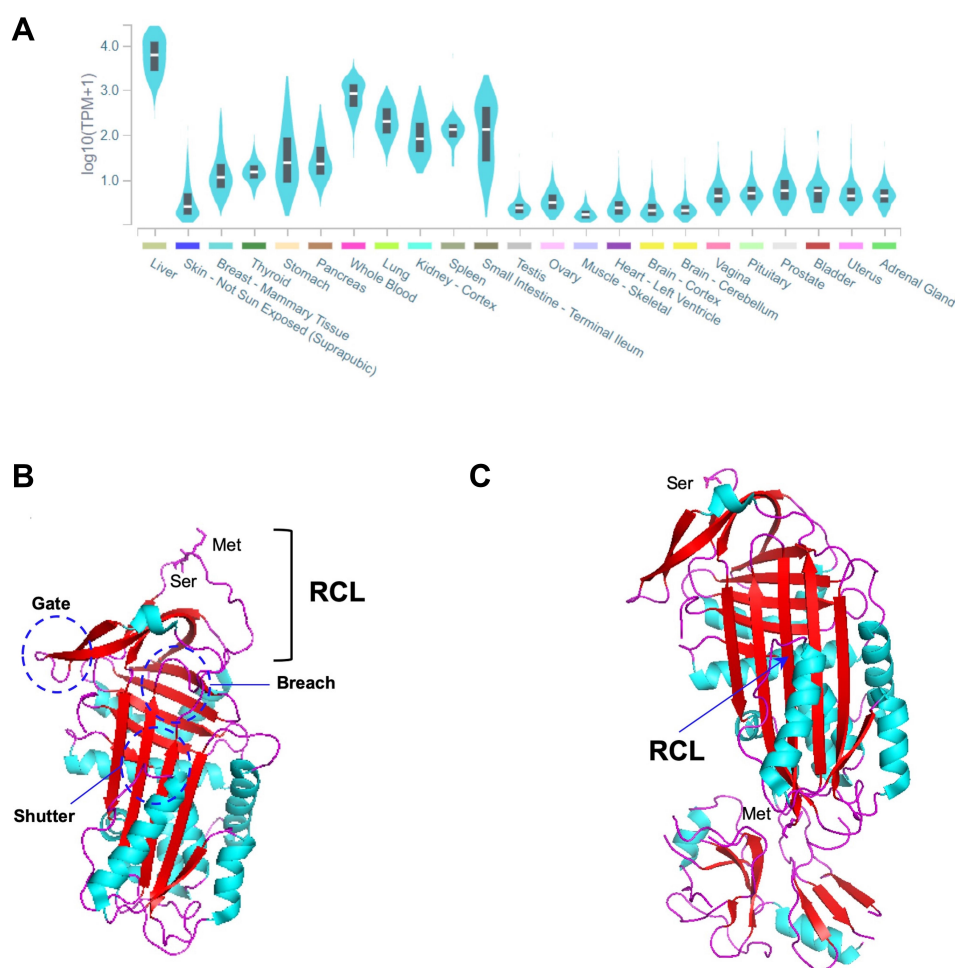 A
log10(TPM+1)
4.0
3.0
2.0
1.0
Liver
Skin - Not Sun Exposed (Suprapubic)
Breast - Mammary Tissue
Thyroid
Stomach
Pancreas
Whole Blood
Lung
Kidney - Cortex
Spleen
Small Intestine - Terminal Ileum
Testis
Ovary
Muscle - Skeletal
Heart - Left Ventricle
Brain - Cortex
Brain - Cerebellum
Vagina
Pituitary
Prostate
Bladder
Uterus
Adrenal Gland
B
Met
Ser
RCL
Gate
Breach
Shutter
C
Ser
RCL
Met